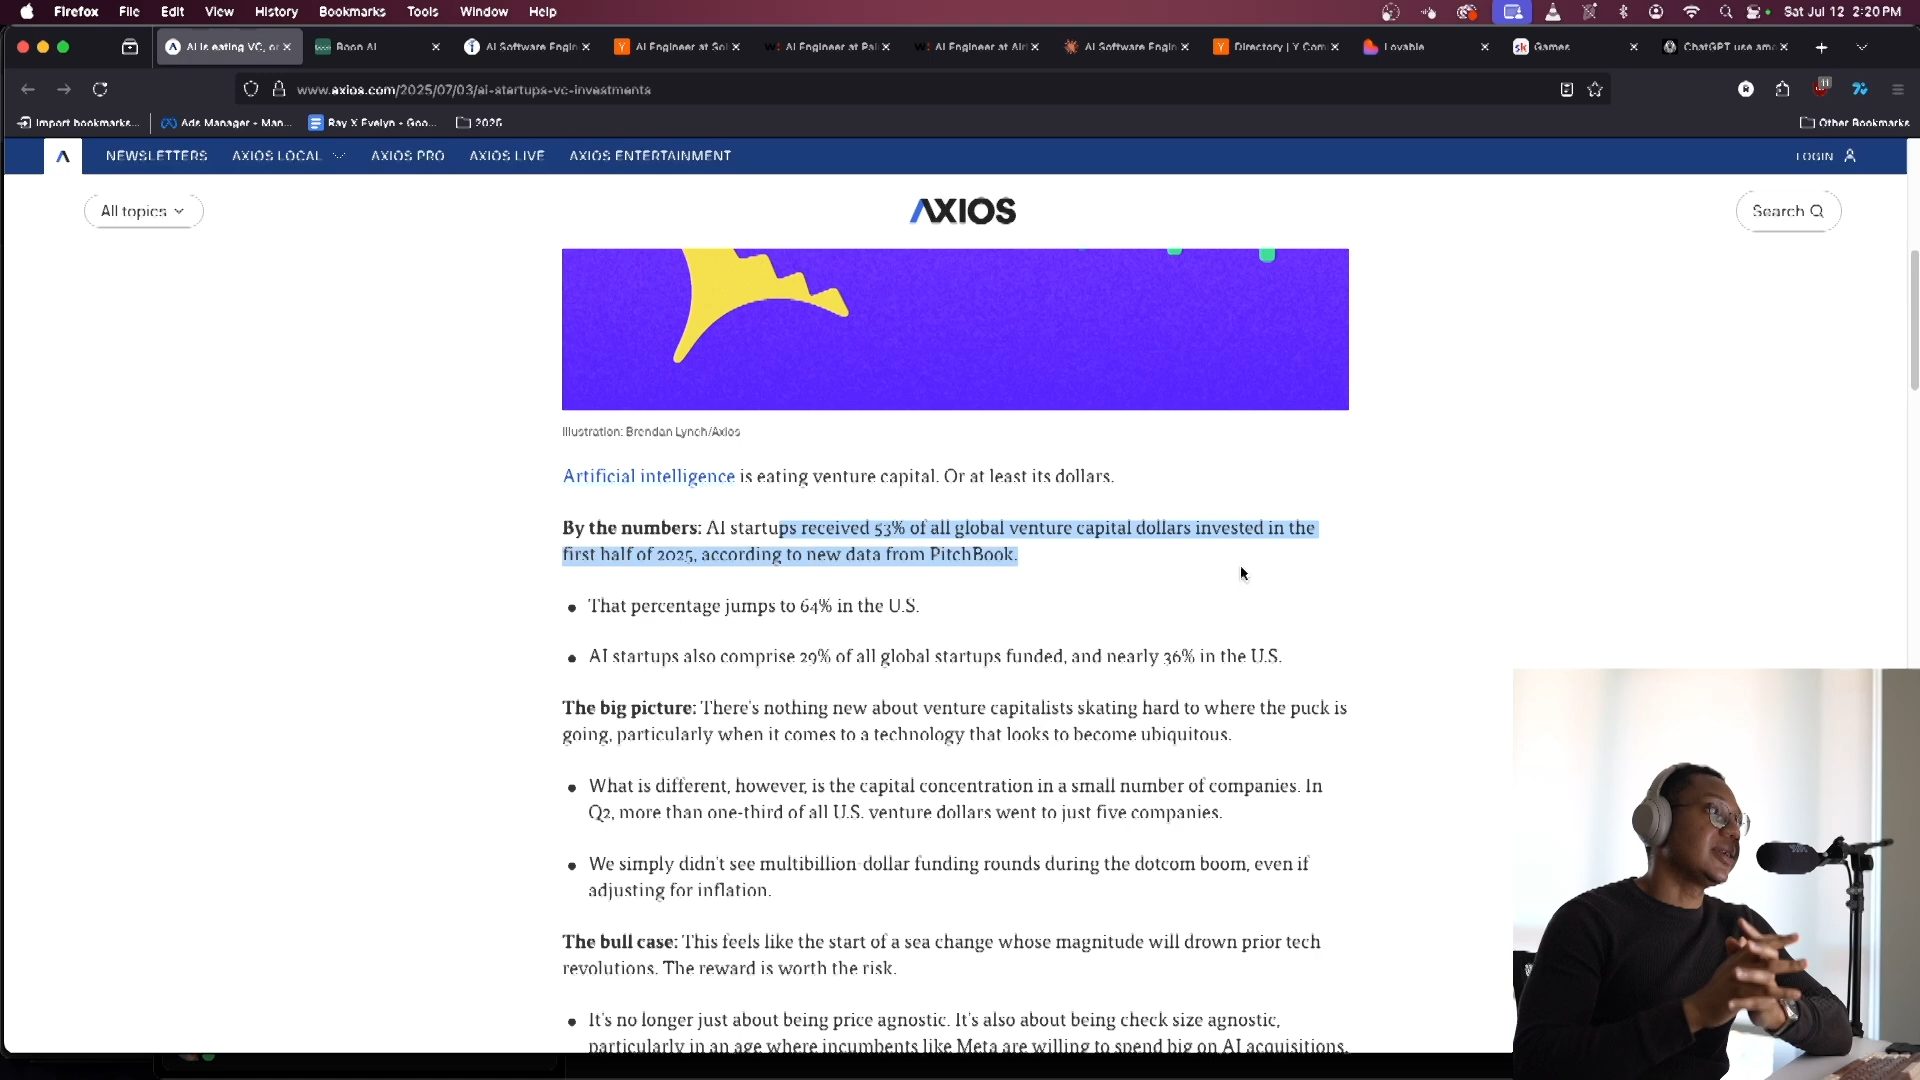 Firefox File Edit View History Bookmarks Tools Window Help Sat Jul 12 2:20 PM
AI is eating VC, or Boon AI AI Software Engin AI Engineer at Sol AI Engineer at Pal AI Engineer at Airl AI Software Engin Directory | Y Com Lovable Games ChatGPT use amo
www.axios.com/2025/07/03/ai-startups-vc-investments
Import bookmarks... Ads Manager - Man... Ray X Evelyn - Goo... 2025 Other Bookmarks
NEWSLETTERS AXIOS LOCAL AXIOS PRO AXIOS LIVE AXIOS ENTERTAINMENT LOGIN
All topics AXIOS Search
Illustration: Brendan Lynch/Axios
Artificial intelligence is eating venture capital. Or at least its dollars.
By the numbers: AI startups received 53% of all global venture capital dollars invested in the
first half of 2025, according to new data from PitchBook.
• That percentage jumps to 64% in the U.S.
• AI startups also comprise 29% of all global startups funded, and nearly 36% in the U.S.
The big picture: There's nothing new about venture capitalists skating hard to where the puck is
going, particularly when it comes to a technology that looks to become ubiquitous.
• What is different, however, is the capital concentration in a small number of companies. In
Q2, more than one-third of all U.S. venture dollars went to just five companies.
• We simply didn't see multibillion-dollar funding rounds during the dotcom boom, even if
adjusting for inflation.
The bull case: This feels like the start of a sea change whose magnitude will drown prior tech
revolutions. The reward is worth the risk.
• It's no longer just about being price agnostic. It's also about being check size agnostic,
particularly in an age where incumbents like Meta are willing to spend big on AI acquisitions.